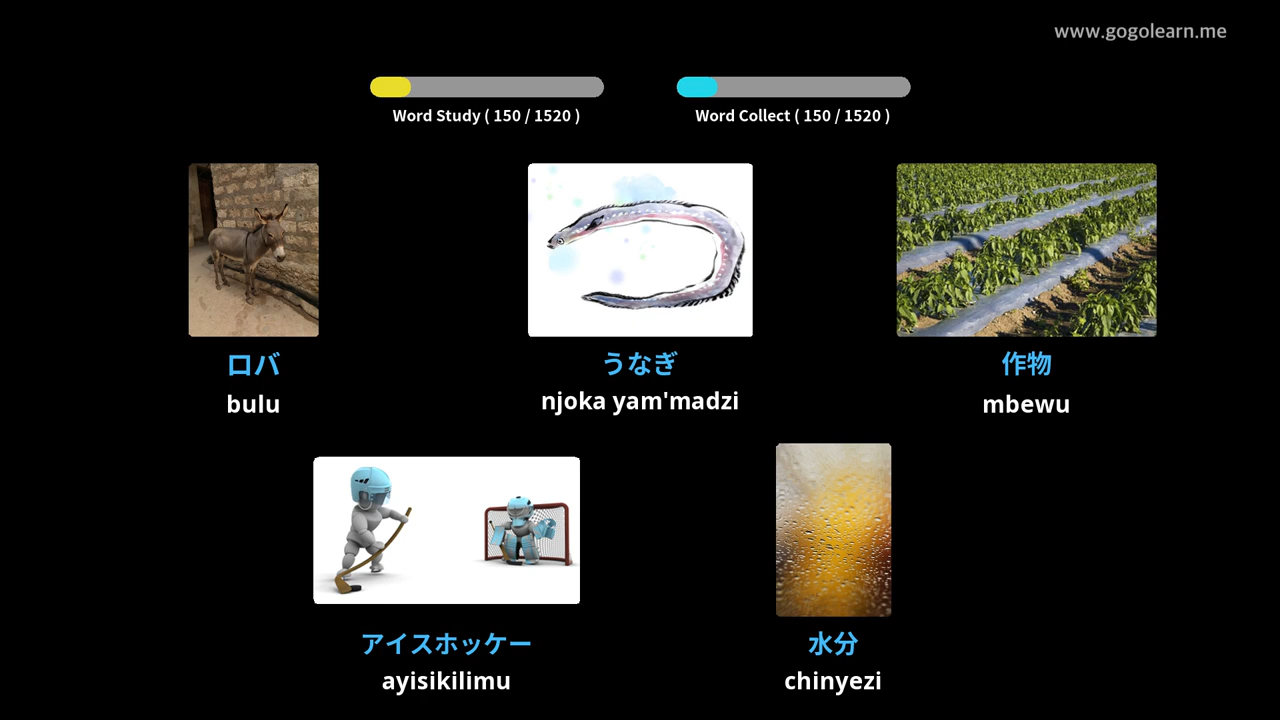 www.gogolearn.me
Word Study ( 150 / 1520 )
Word Collect ( 150 / 1520 )
ロバ
うなぎ
作物
bulu
njoka yam'madzi
mbewu
アイスホッケー
水分
ayisikilimu
chinyezi